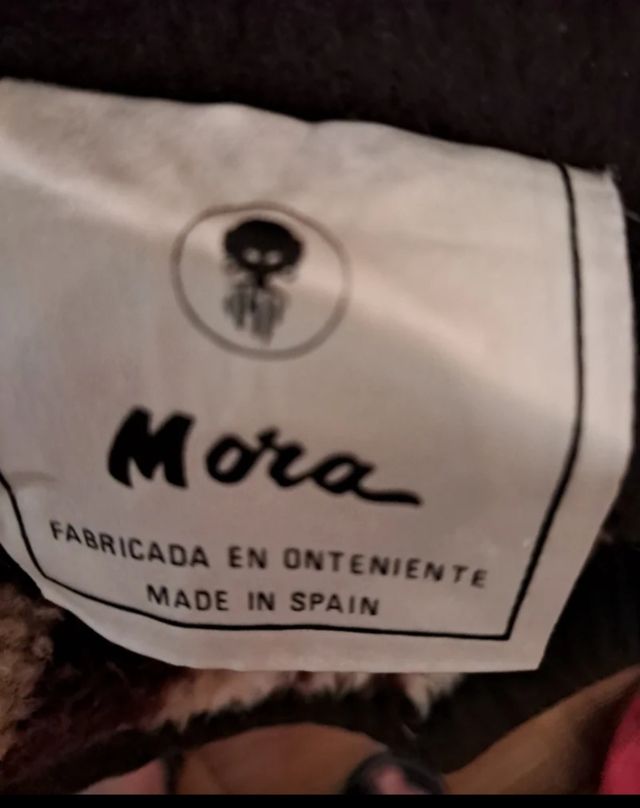 Mora
FABRICADA EN ONTENIENTE
MADE IN SPAIN